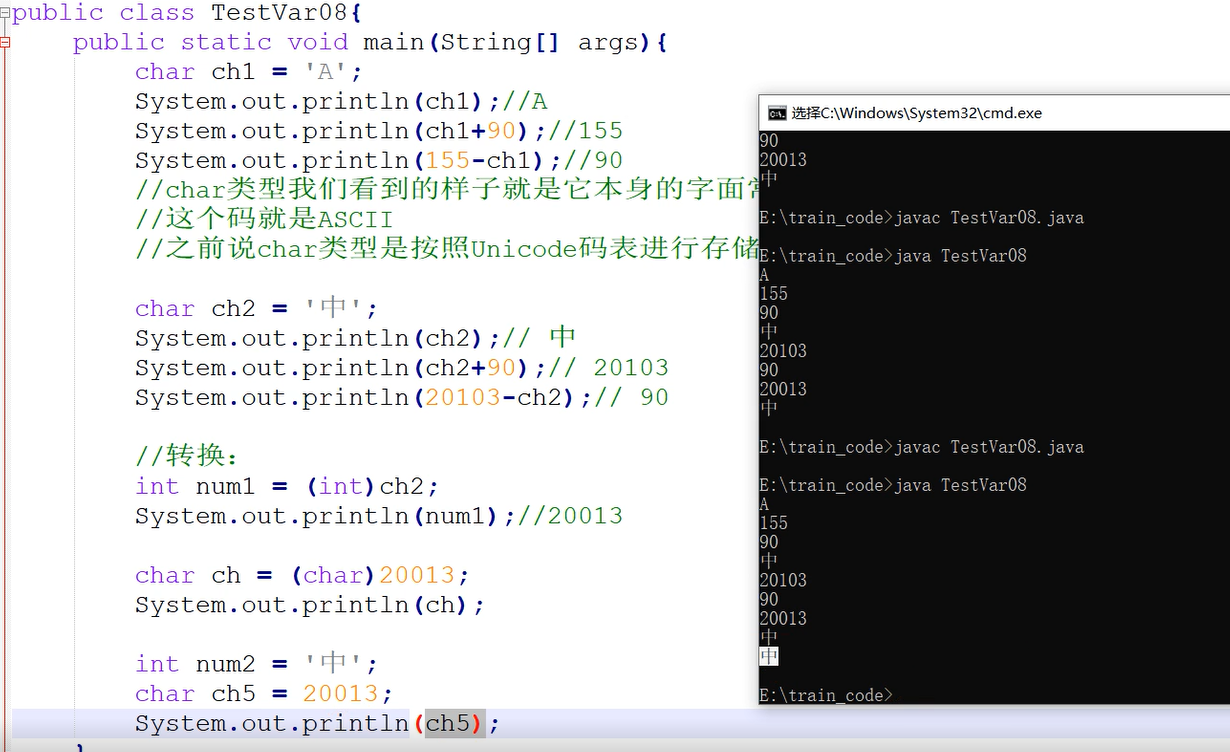 public class TestVar08{
public static void main(String[] args){
char ch1 = 'A';
System.out.println(ch1);//A
System.out.println(ch1+90);//155
System.out.println(155-ch1);//90
//char类型我们看到的样子就是它本身的字面常
//这个码就是ASCII
//之前说char类型是按照Unicode码表进行存储
char ch2 = '中';
System.out.println(ch2);// 中
System.out.println(ch2+90);// 20103
System.out.println(20103-ch2);// 90
//转换：
int num1 = (int)ch2;
System.out.println(num1);//20013
char ch = (char)20013;
System.out.println(ch);
int num2 = '中';
char ch5 = 20013;
System.out.println(ch5);
}
选择C:\Windows\System32\cmd.exe
90
20013
中
E:\train_code>javac TestVar08.java
E:\train_code>java TestVar08
A
155
90
中
20103
90
20013
中
E:\train_code>javac TestVar08.java
E:\train_code>java TestVar08
A
155
90
中
20103
90
20013
中
中
E:\train_code>